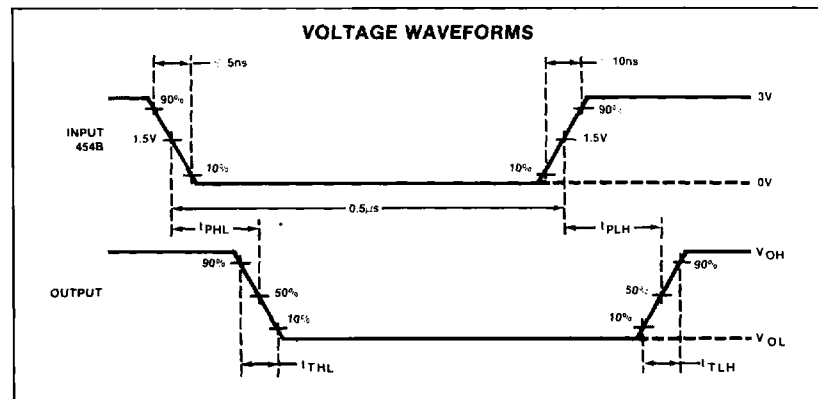 VOLTAGE WAVEFORMS
5ns
10ns
90%
90%
3V
INPUT
454B
1.5V
1.5V
10%
10%
0V
0.5μs
tPHL
tPLH
90%
90%
VOH
OUTPUT
50%
50%
10%
10%
VOL
tTHL
tTLH